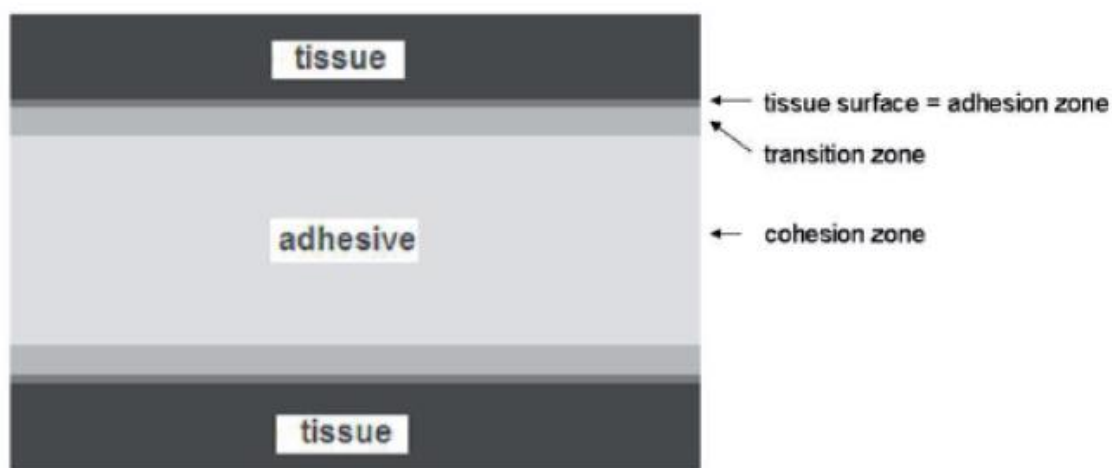 tissue
tissue surface = adhesion zone
transition zone
adhesive
cohesion zone
tissue